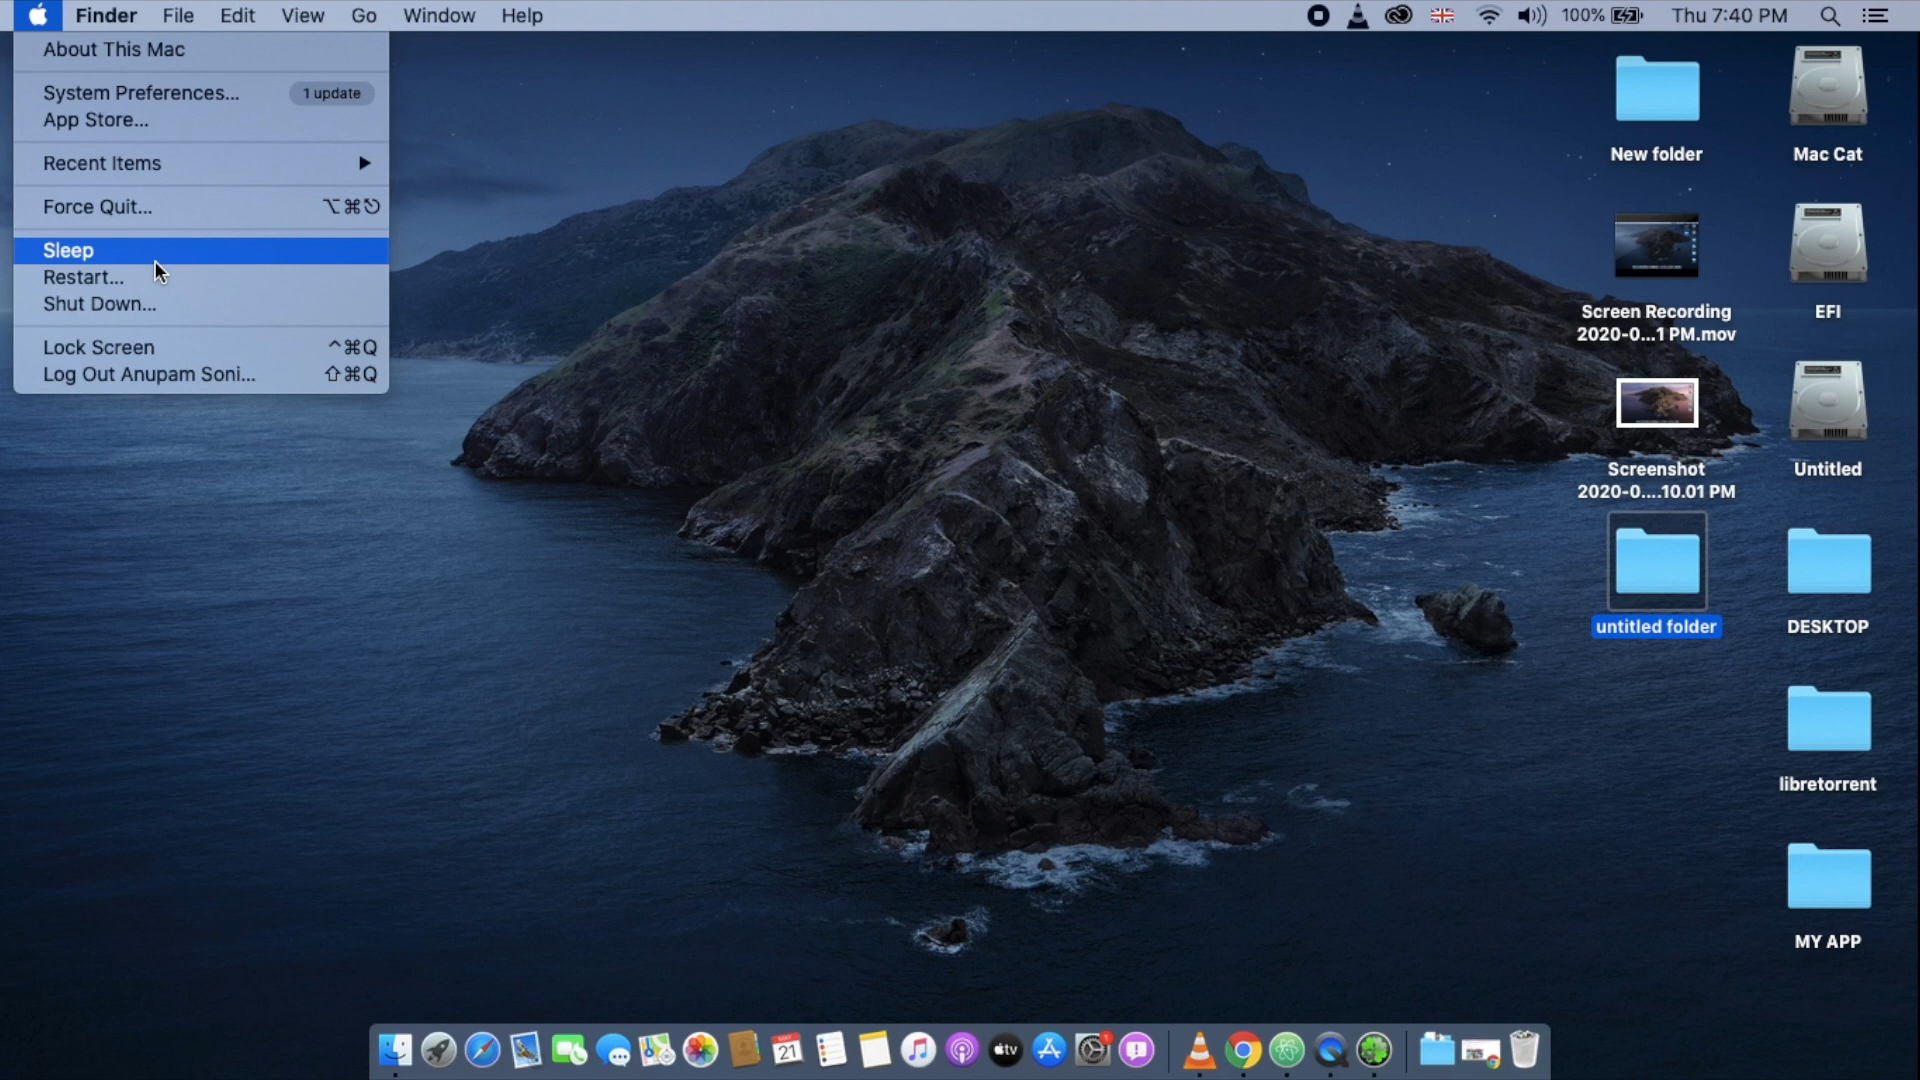 Finder File Edit View Go Window Help 100% Thu 7:40 PM
About This Mac
System Preferences... 1 update
App Store...
Recent Items ▶
Force Quit... ⌥⌘⎋
Sleep
Restart...
Shut Down...
Lock Screen ^⌘Q
Log Out Anupam Soni... ⇧⌘Q
New folder
Mac Cat
Screen Recording
2020-0...1 PM.mov
EFI
Screenshot
2020-0....10.01 PM
Untitled
untitled folder
DESKTOP
libretorrent
MY APP
MAY
21
tv